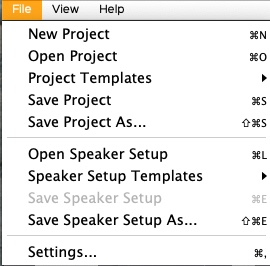 File View Help
New Project ⌘N
Open Project ⌘O
Project Templates
Save Project ⌘S
Save Project As... ⇧⌘S
Open Speaker Setup ⌘L
Speaker Setup Templates
Save Speaker Setup ⌘E
Save Speaker Setup As... ⇧⌘E
Settings... ⌘,